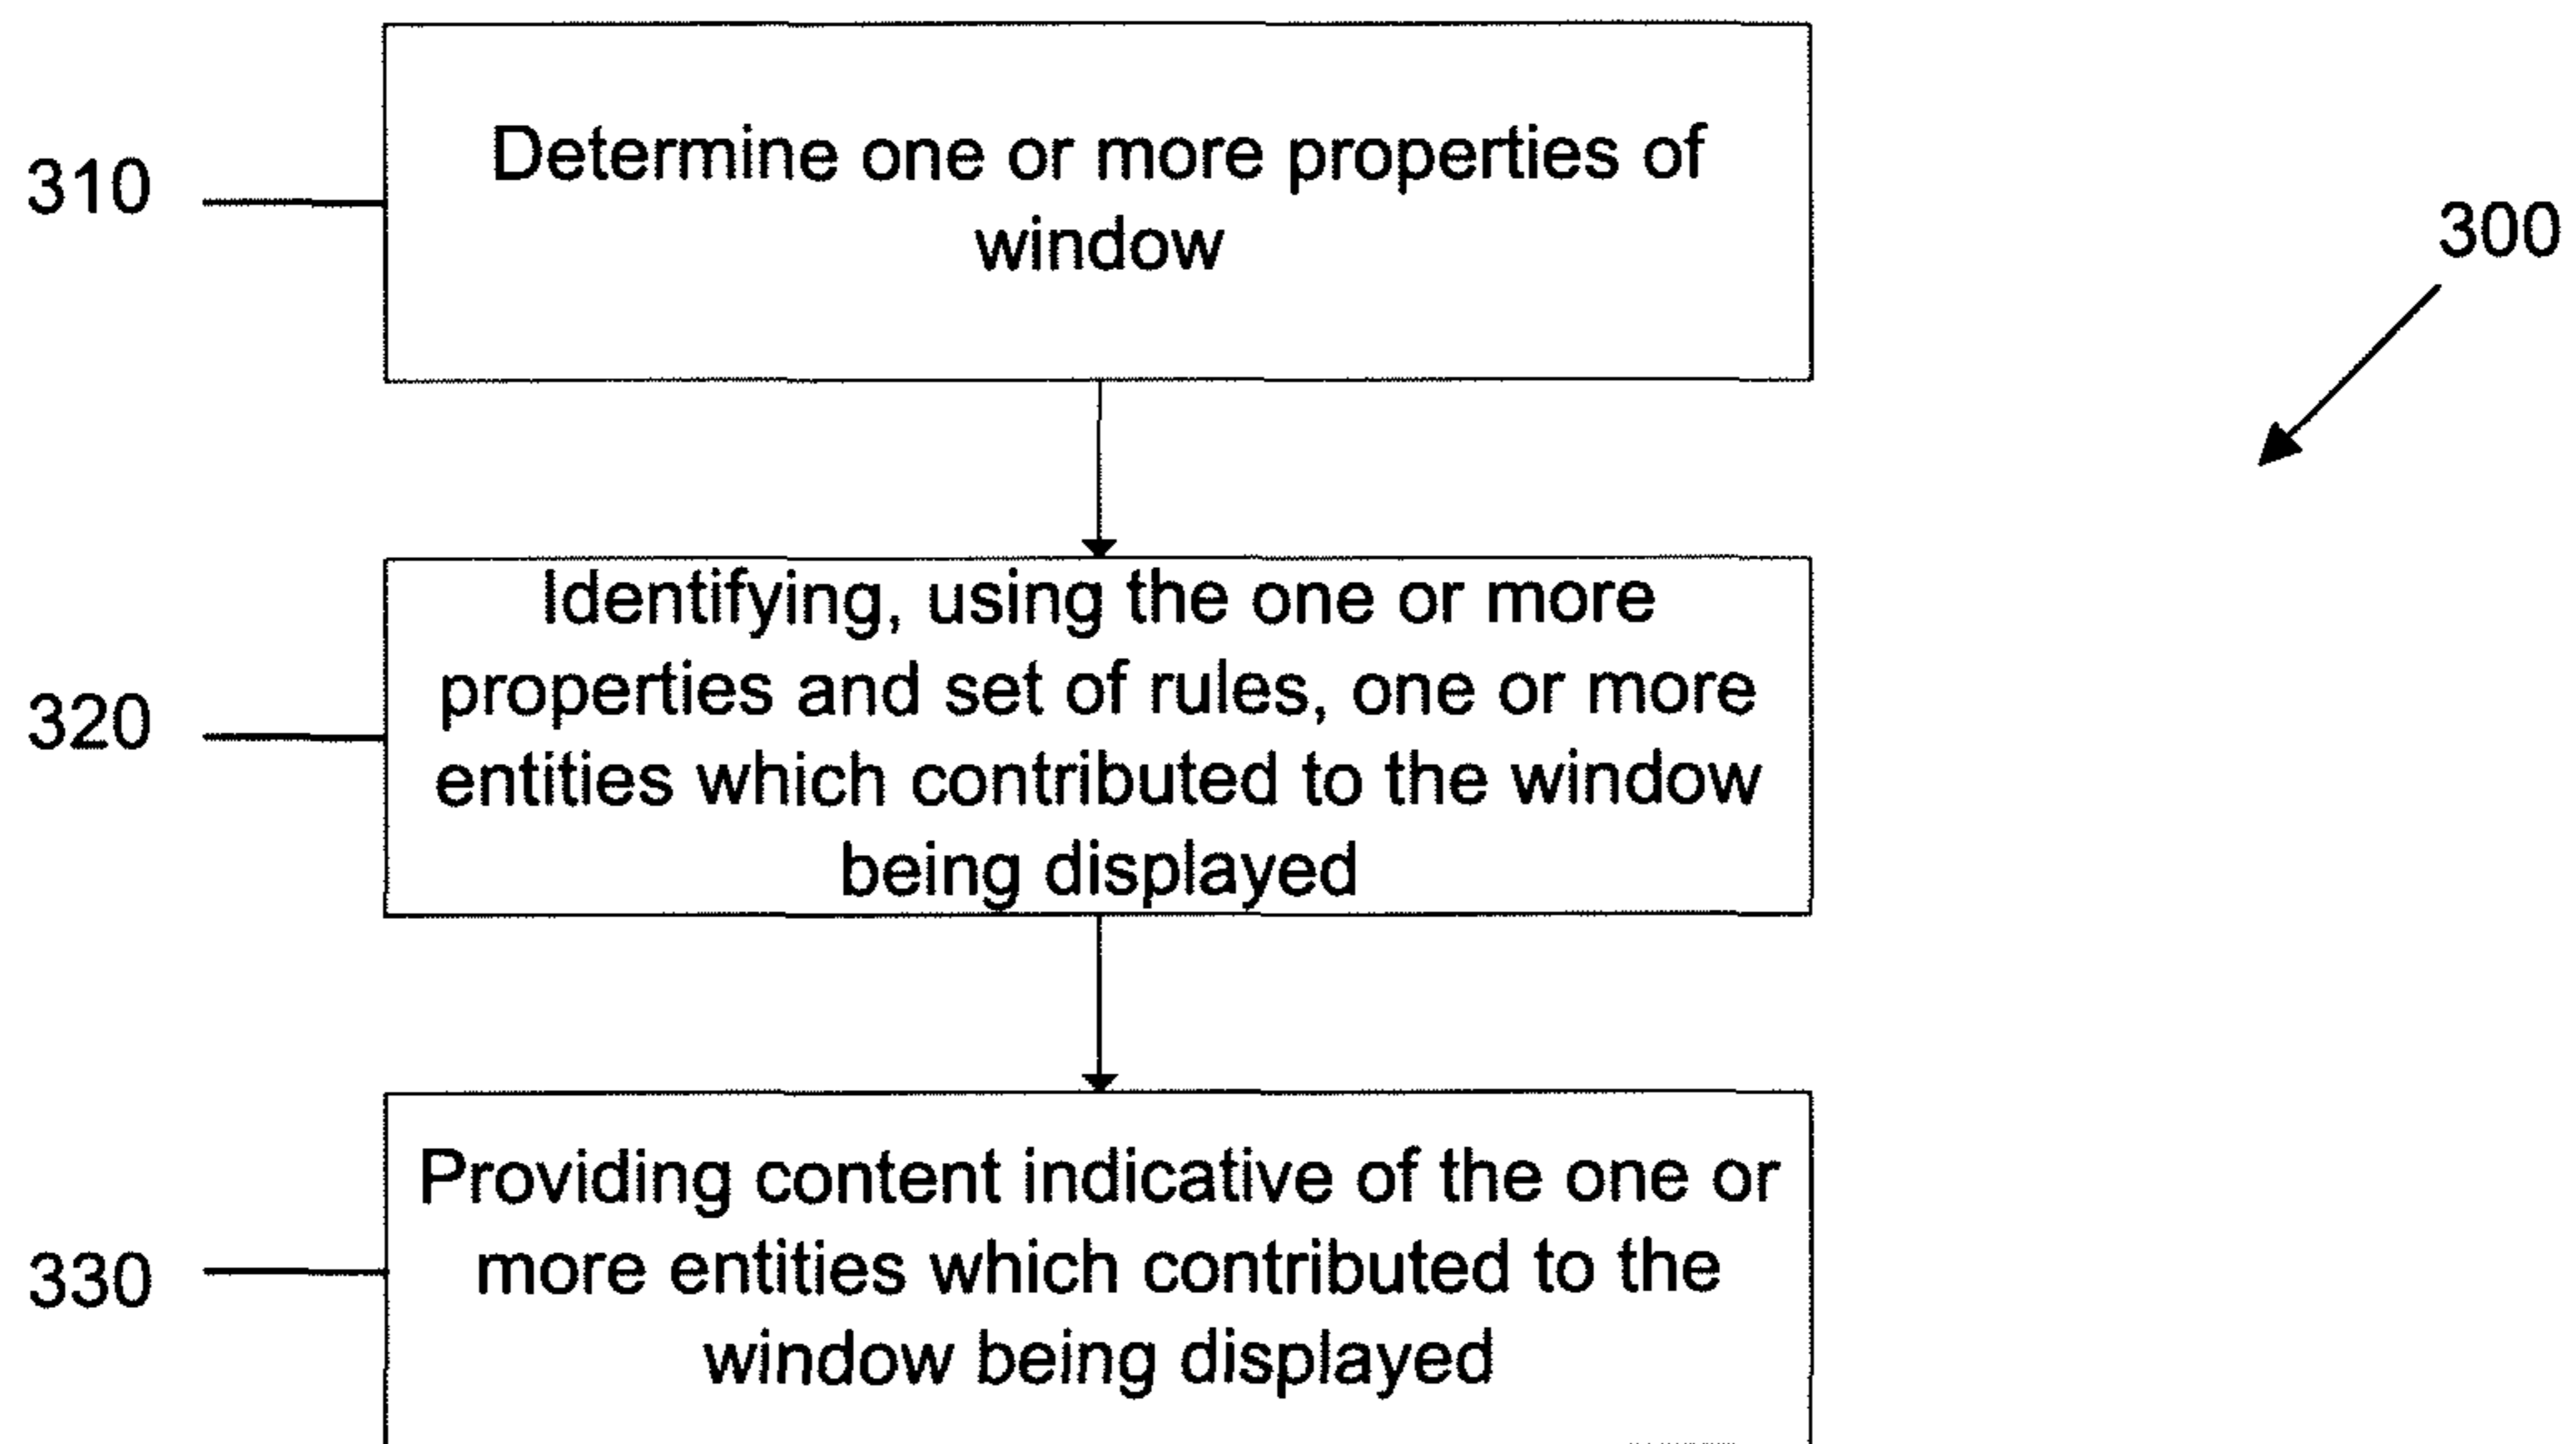 310
Determine one or more properties of
window
300
320
Identifying, using the one or more
properties and set of rules, one or more
entities which contributed to the window
being displayed
330
Providing content indicative of the one or
more entities which contributed to the
window being displayed